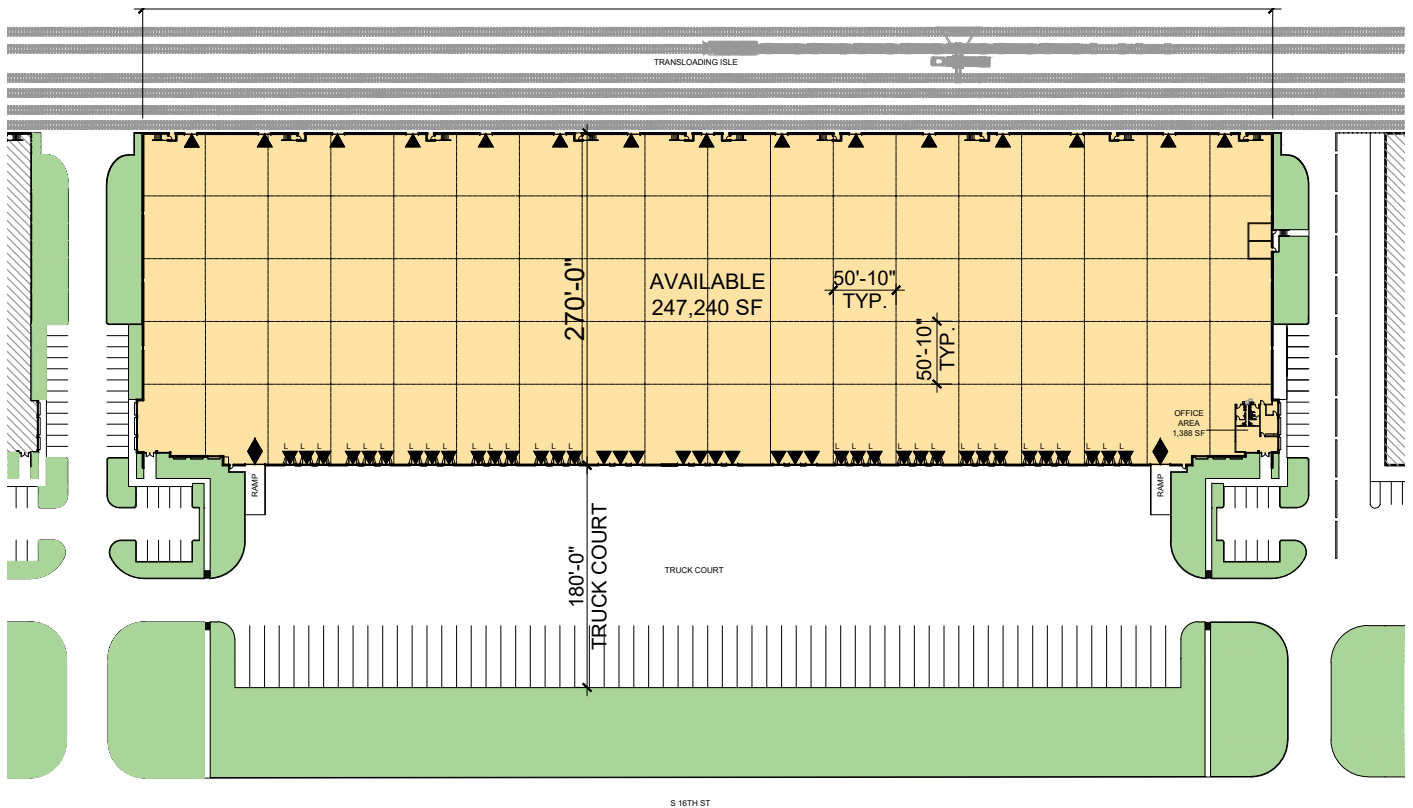 TRANSLOADING ISLE
270'-0"
AVAILABLE
247,240 SF
50'-10"
TYP.
50'-10"
TYP.
OFFICE
AREA
1,388 SF
L L L
L L L L
L L L L
L L L L
L L L L
L L L L
L L L L
L L L L
L L L L
L L L L
RAMP
RAMP
180'-0"
TRUCK COURT
TRUCK COURT
S 16TH ST